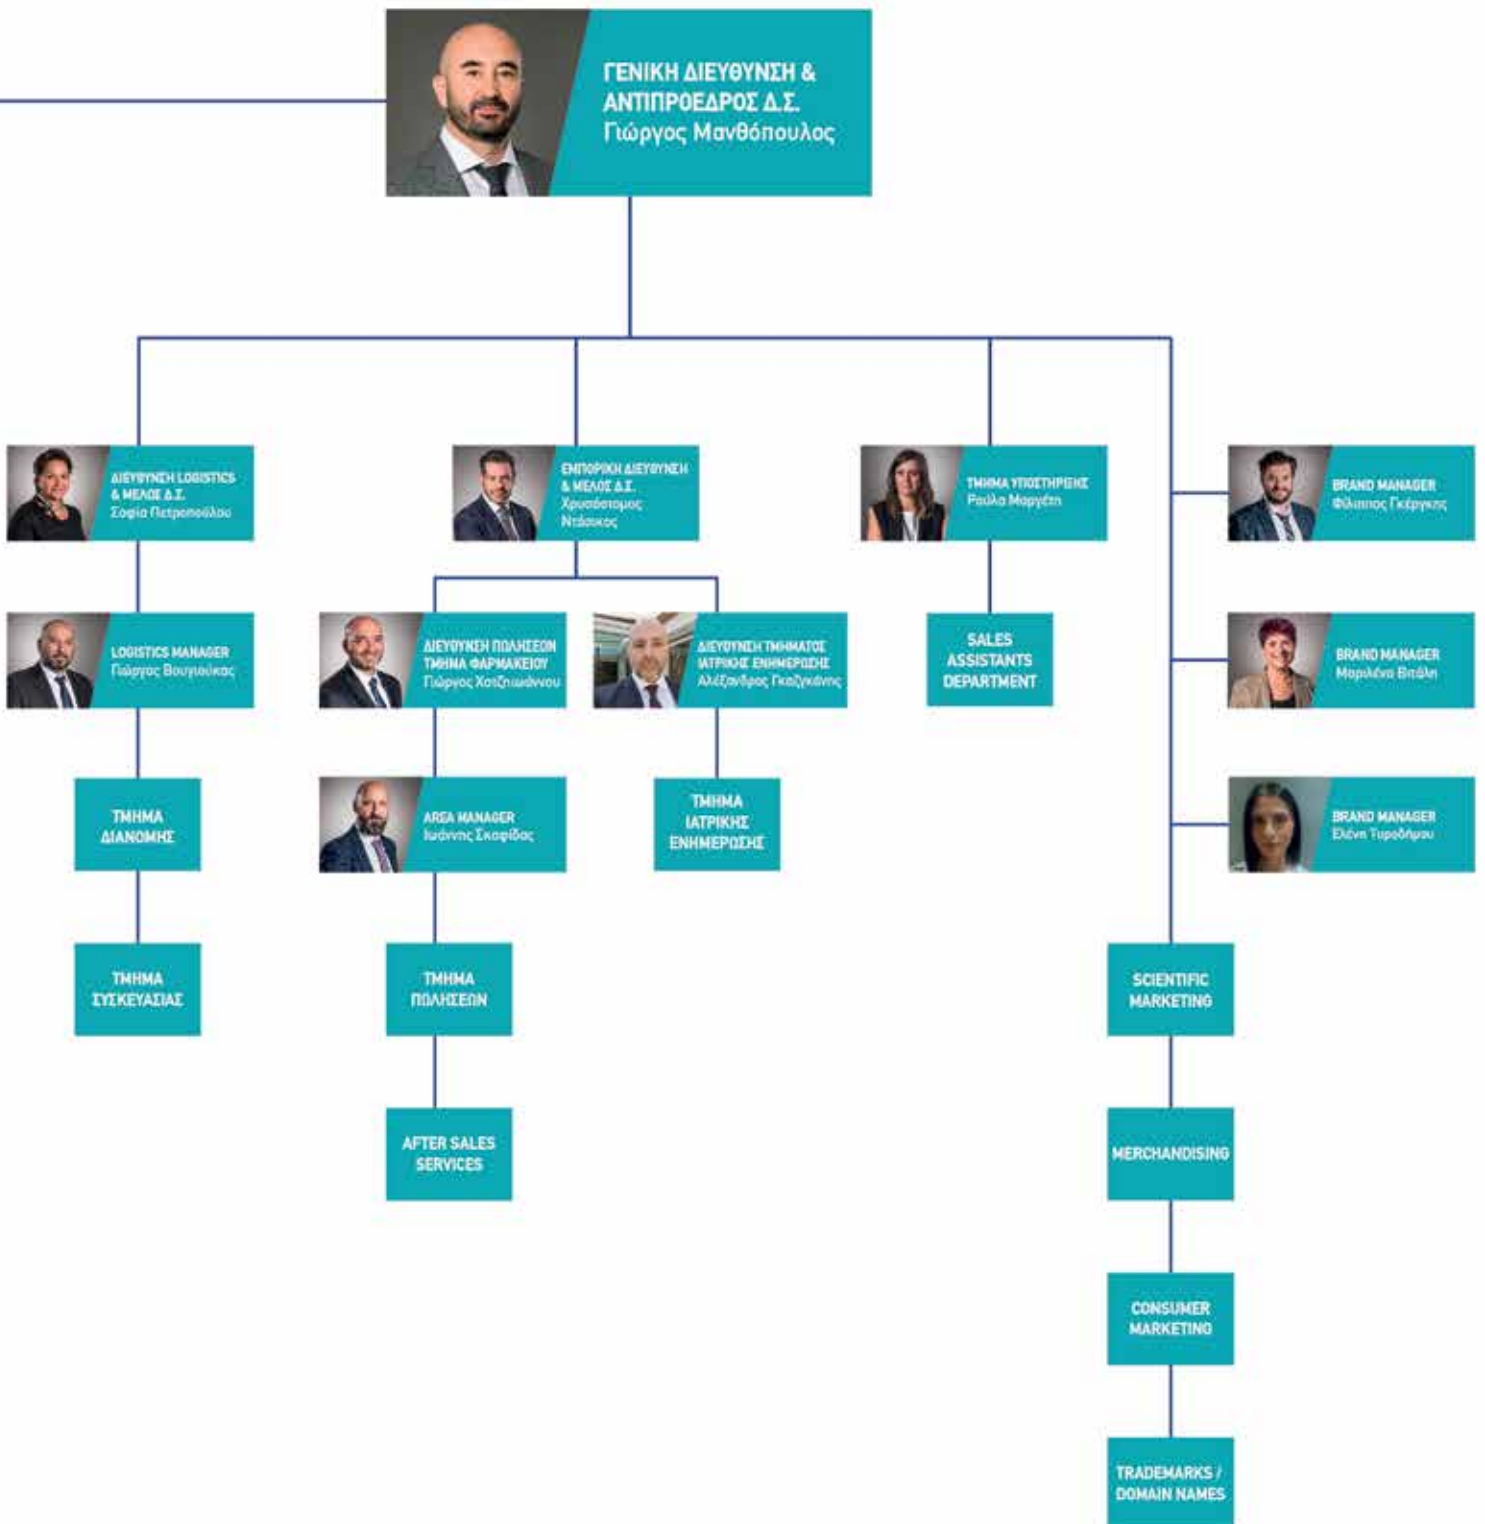 ΓΕΝΙΚΗ ΔΙΕΥΘΥΝΣΗ &
ΑΝΤΙΠΡΟΕΔΡΟΣ Δ.Σ.
Γιώργος Μανθόπουλος
ΔΙΕΥΘΥΝΣΗ LOGISTICS
& ΜΕΛΟΣ Δ.Σ.
Σοφία Πετροπούλου
ΕΜΠΟΡΙΚΗ ΔΙΕΥΘΥΝΣΗ
& ΜΕΛΟΣ Δ.Σ.
Χρυσόστομος
Ντάσικος
ΤΜΗΜΑ ΥΠΟΣΤΗΡΙΞΗΣ
Ρούλα Μαργέτη
BRAND MANAGER
Φίλιππος Γκέργκης
LOGISTICS MANAGER
Γιώργος Βουγιούκας
ΔΙΕΥΘΥΝΣΗ ΠΩΛΗΣΕΩΝ
ΤΜΗΜΑ ΦΑΡΜΑΚΕΙΟΥ
Γιώργος Χατζηιωάννου
ΔΙΕΥΘΥΝΣΗ ΤΜΗΜΑΤΟΣ
ΙΑΤΡΙΚΗΣ ΕΝΗΜΕΡΩΣΗΣ
Αλέξανδρος Γκαζγκάνης
SALES
ASSISTANTS
DEPARTMENT
BRAND MANAGER
Μαριλένα Βιτάλη
ΤΜΗΜΑ
ΔΙΑΝΟΜΗΣ
AREA MANAGER
Ιωάννης Σκαφίδας
ΤΜΗΜΑ
ΙΑΤΡΙΚΗΣ
ΕΝΗΜΕΡΩΣΗΣ
BRAND MANAGER
Ελένη Τυροδήμου
ΤΜΗΜΑ
ΣΥΣΚΕΥΑΣΙΑΣ
ΤΜΗΜΑ
ΠΩΛΗΣΕΩΝ
SCIENTIFIC
MARKETING
AFTER SALES
SERVICES
MERCHANDISING
CONSUMER
MARKETING
TRADEMARKS /
DOMAIN NAMES